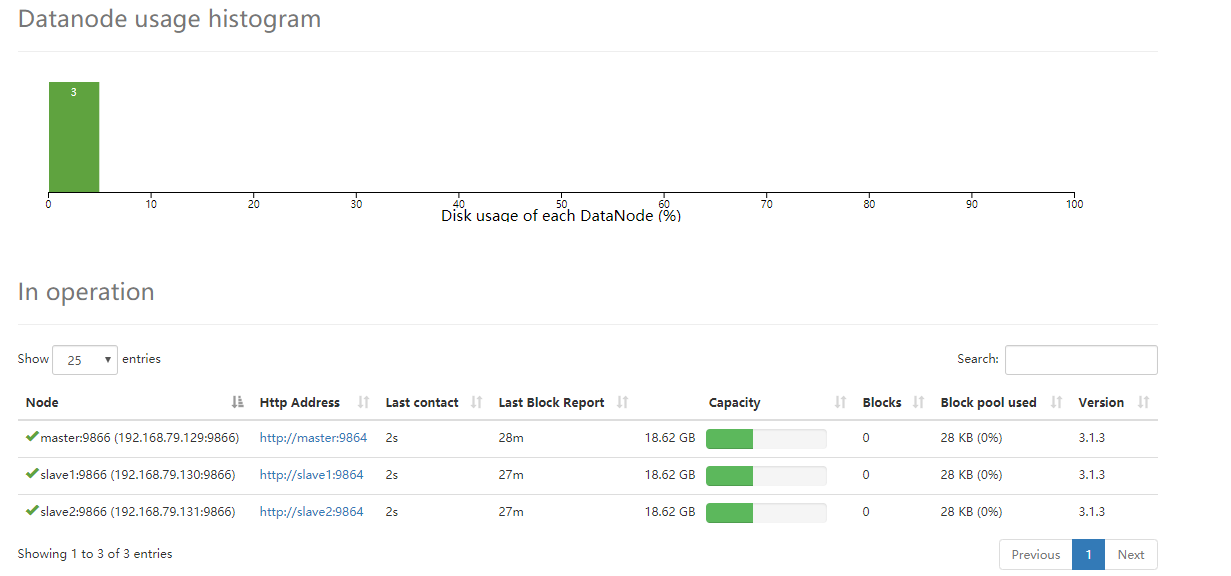 Datanode usage histogram
3
0 10 20 30 40 50 60 70 80 90 100
Disk usage of each DataNode (%)
In operation
Show 25 entries Search:
Node Http Address Last contact Last Block Report Capacity Blocks Block pool used Version
master:9866 (192.168.79.129:9866) http://master:9864 2s 28m 18.62 GB 0 28 KB (0%) 3.1.3
slave1:9866 (192.168.79.130:9866) http://slave1:9864 2s 27m 18.62 GB 0 28 KB (0%) 3.1.3
slave2:9866 (192.168.79.131:9866) http://slave2:9864 2s 27m 18.62 GB 0 28 KB (0%) 3.1.3
Showing 1 to 3 of 3 entries Previous 1 Next